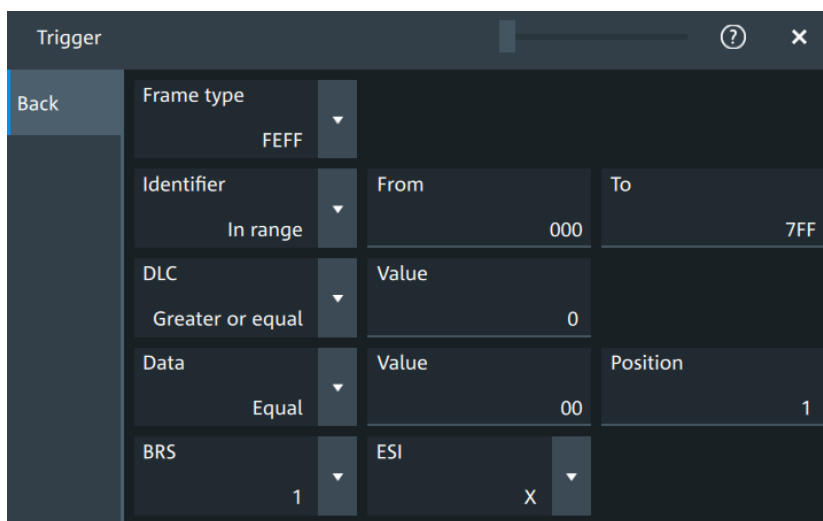 Trigger
?
Back
Frame type
FEFF
Identifier From To
In range 000 7FF
DLC Value
Greater or equal 0
Data Value Position
Equal 00 1
BRS ESI
1 X